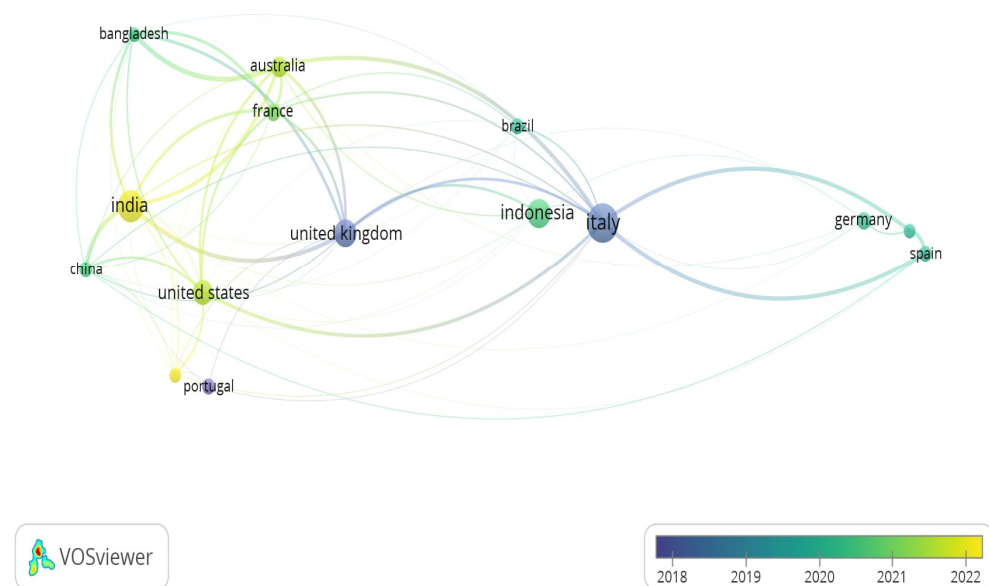 bangladesh
australia
france
brazil
india
indonesia
italy
united kingdom
germany
spain
china
united states
portugal
VOSviewer
2018 2019 2020 2021 2022